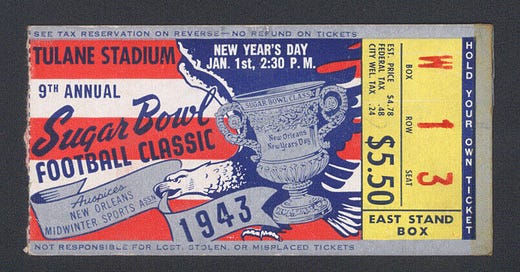 SEE TAX REVERSATION ON REVERSE—NO REFUND ON TICKETS
TULANE STADIUM
9TH ANNUAL
Sugar Bowl
FOOTBALL CLASSIC
Auspices
NEW ORLEANS
MIDWINTER SPORTS ASSN.
NEW YEAR'S DAY
JAN. 1st, 2:30 P. M.
SUGAR BOWL CLASSIC
New Orleans
New Years Day
1943
NOT RESPONSIBLE FOR LOST, STOLEN, OR MISPLACED TICKETS
EST. PRICE $4.78
FEDERAL TAX .48
CITY WEL. TAX .24
$5.50
BOX W
ROW 1
SEAT 3
EAST STAND
BOX
HOLD YOUR OWN TICKET